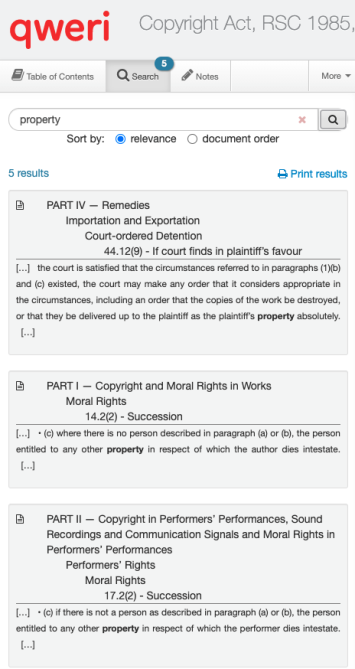 qweri
Copyright Act, RSC 1985,
5
Table of Contents
Search
Notes
More
property
Sort by: relevance document order
5 results
Print results
PART IV — Remedies
Importation and Exportation
Court-ordered Detention
44.12(9) - If court finds in plaintiff's favour
[...] the court is satisfied that the circumstances referred to in paragraphs (1)(b)
and (c) existed, the court may make any order that it considers appropriate in
the circumstances, including an order that the copies of the work be destroyed,
or that they be delivered up to the plaintiff as the plaintiff's property absolutely.
[...]
PART I — Copyright and Moral Rights in Works
Moral Rights
14.2(2) - Succession
[...] • (c) where there is no person described in paragraph (a) or (b), the person
entitled to any other property in respect of which the author dies intestate.
[...]
PART II — Copyright in Performers' Performances, Sound
Recordings and Communication Signals and Moral Rights in
Performers' Performances
Performers' Rights
Moral Rights
17.2(2) - Succession
[...] • (c) if there is not a person as described in paragraph (a) or (b), the person
entitled to any other property in respect of which the performer dies intestate.
[...]